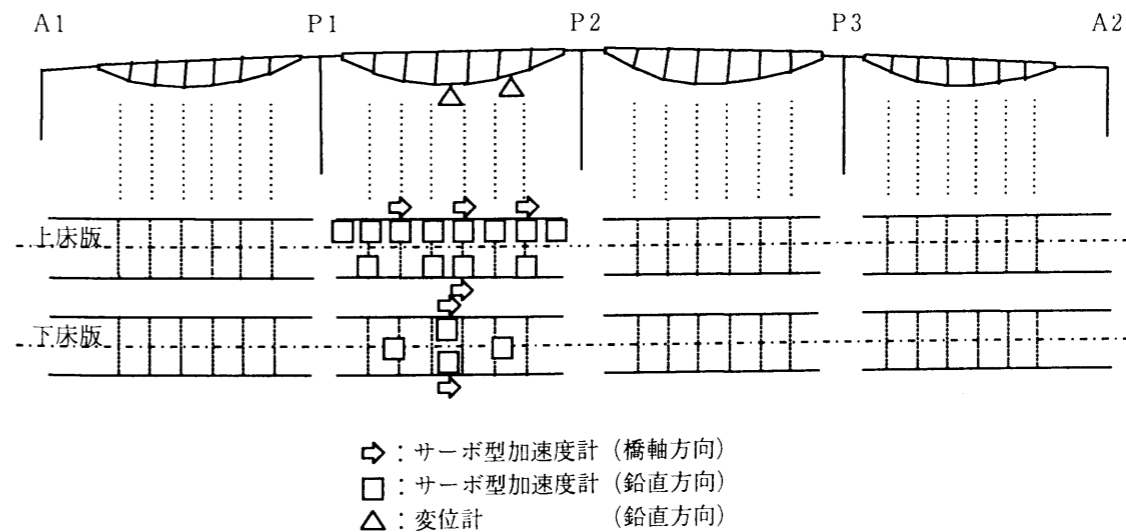 A1 P1 P2 P3 A2
上床版
下床版
⇨：サーボ型加速度計（橋軸方向）
□：サーボ型加速度計（鉛直方向）
△：変位計（鉛直方向）